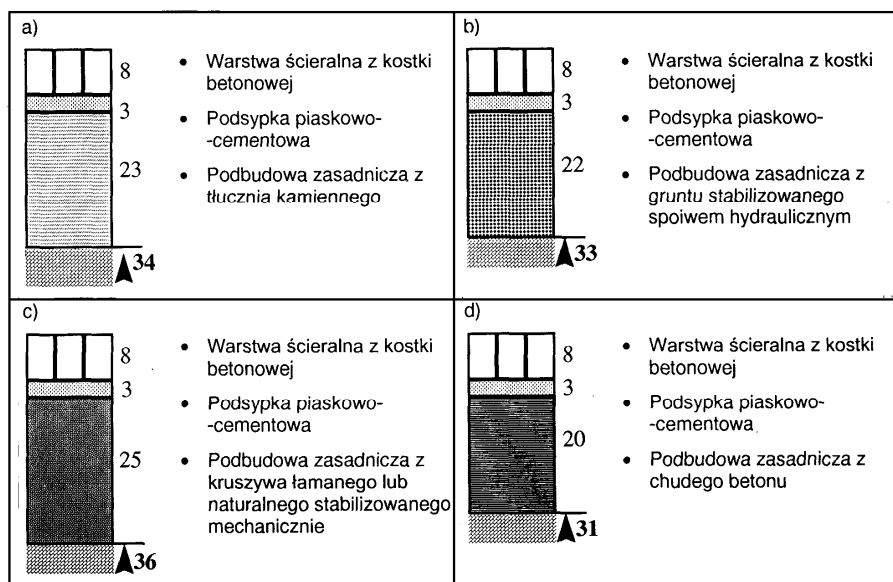 a)
8
3
23
34
• Warstwa ścieralna z kostki
betonowej
• Podsypka piaskowo-
-cementowa
• Podbudowa zasadnicza z
tłucznia kamiennego
b)
8
3
22
33
• Warstwa ścieralna z kostki
betonowej
• Podsypka piaskowo-
-cementowa
• Podbudowa zasadnicza z
gruntu stabilizowanego
spoiwem hydraulicznym
c)
8
3
25
36
• Warstwa ścieralna z kostki
betonowej
• Podsypka piaskowo-
-cementowa
• Podbudowa zasadnicza z
kruszywa łamanego lub
naturalnego stabilizowanego
mechanicznie
d)
8
3
20
31
• Warstwa ścieralna z kostki
betonowej
• Podsypka piaskowo-
-cementowa
• Podbudowa zasadnicza z
chudego betonu